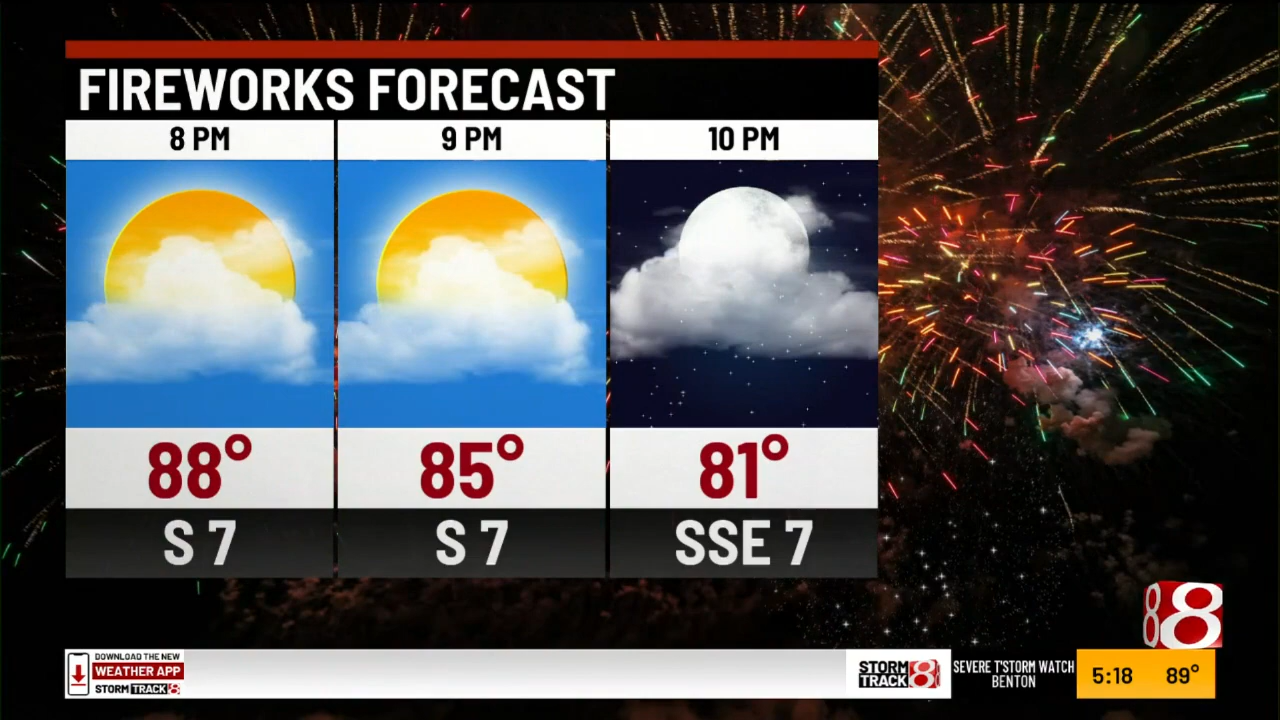 FIREWORKS FORECAST
8 PM
9 PM
10 PM
88°
85°
81°
S 7
S 7
SSE 7
8
8
DOWNLOAD THE NEW
WEATHER APP
STORM TRACK 8
STORM
TRACK 8
SEVERE T'STORM WATCH
BENTON
5:18 89°